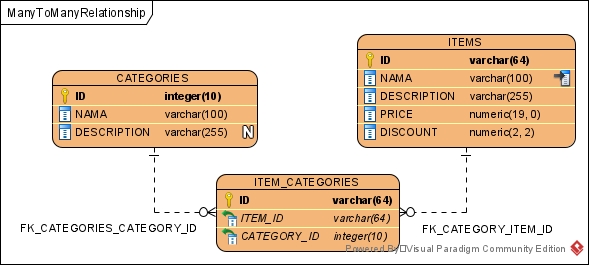 ManyToManyRelationship
ITEMS
ID varchar(64)
NAMA varchar(100)
DESCRIPTION varchar(255)
PRICE numeric(19, 0)
DISCOUNT numeric(2, 2)
CATEGORIES
ID integer(10)
NAMA varchar(100)
DESCRIPTION varchar(255) N
ITEM_CATEGORIES
ID varchar(64)
ITEM_ID varchar(64)
CATEGORY_ID integer(10)
FK_CATEGORIES_CATEGORY_ID
FK_CATEGORY_ITEM_ID
Powered By Visual Paradigm Community Edition